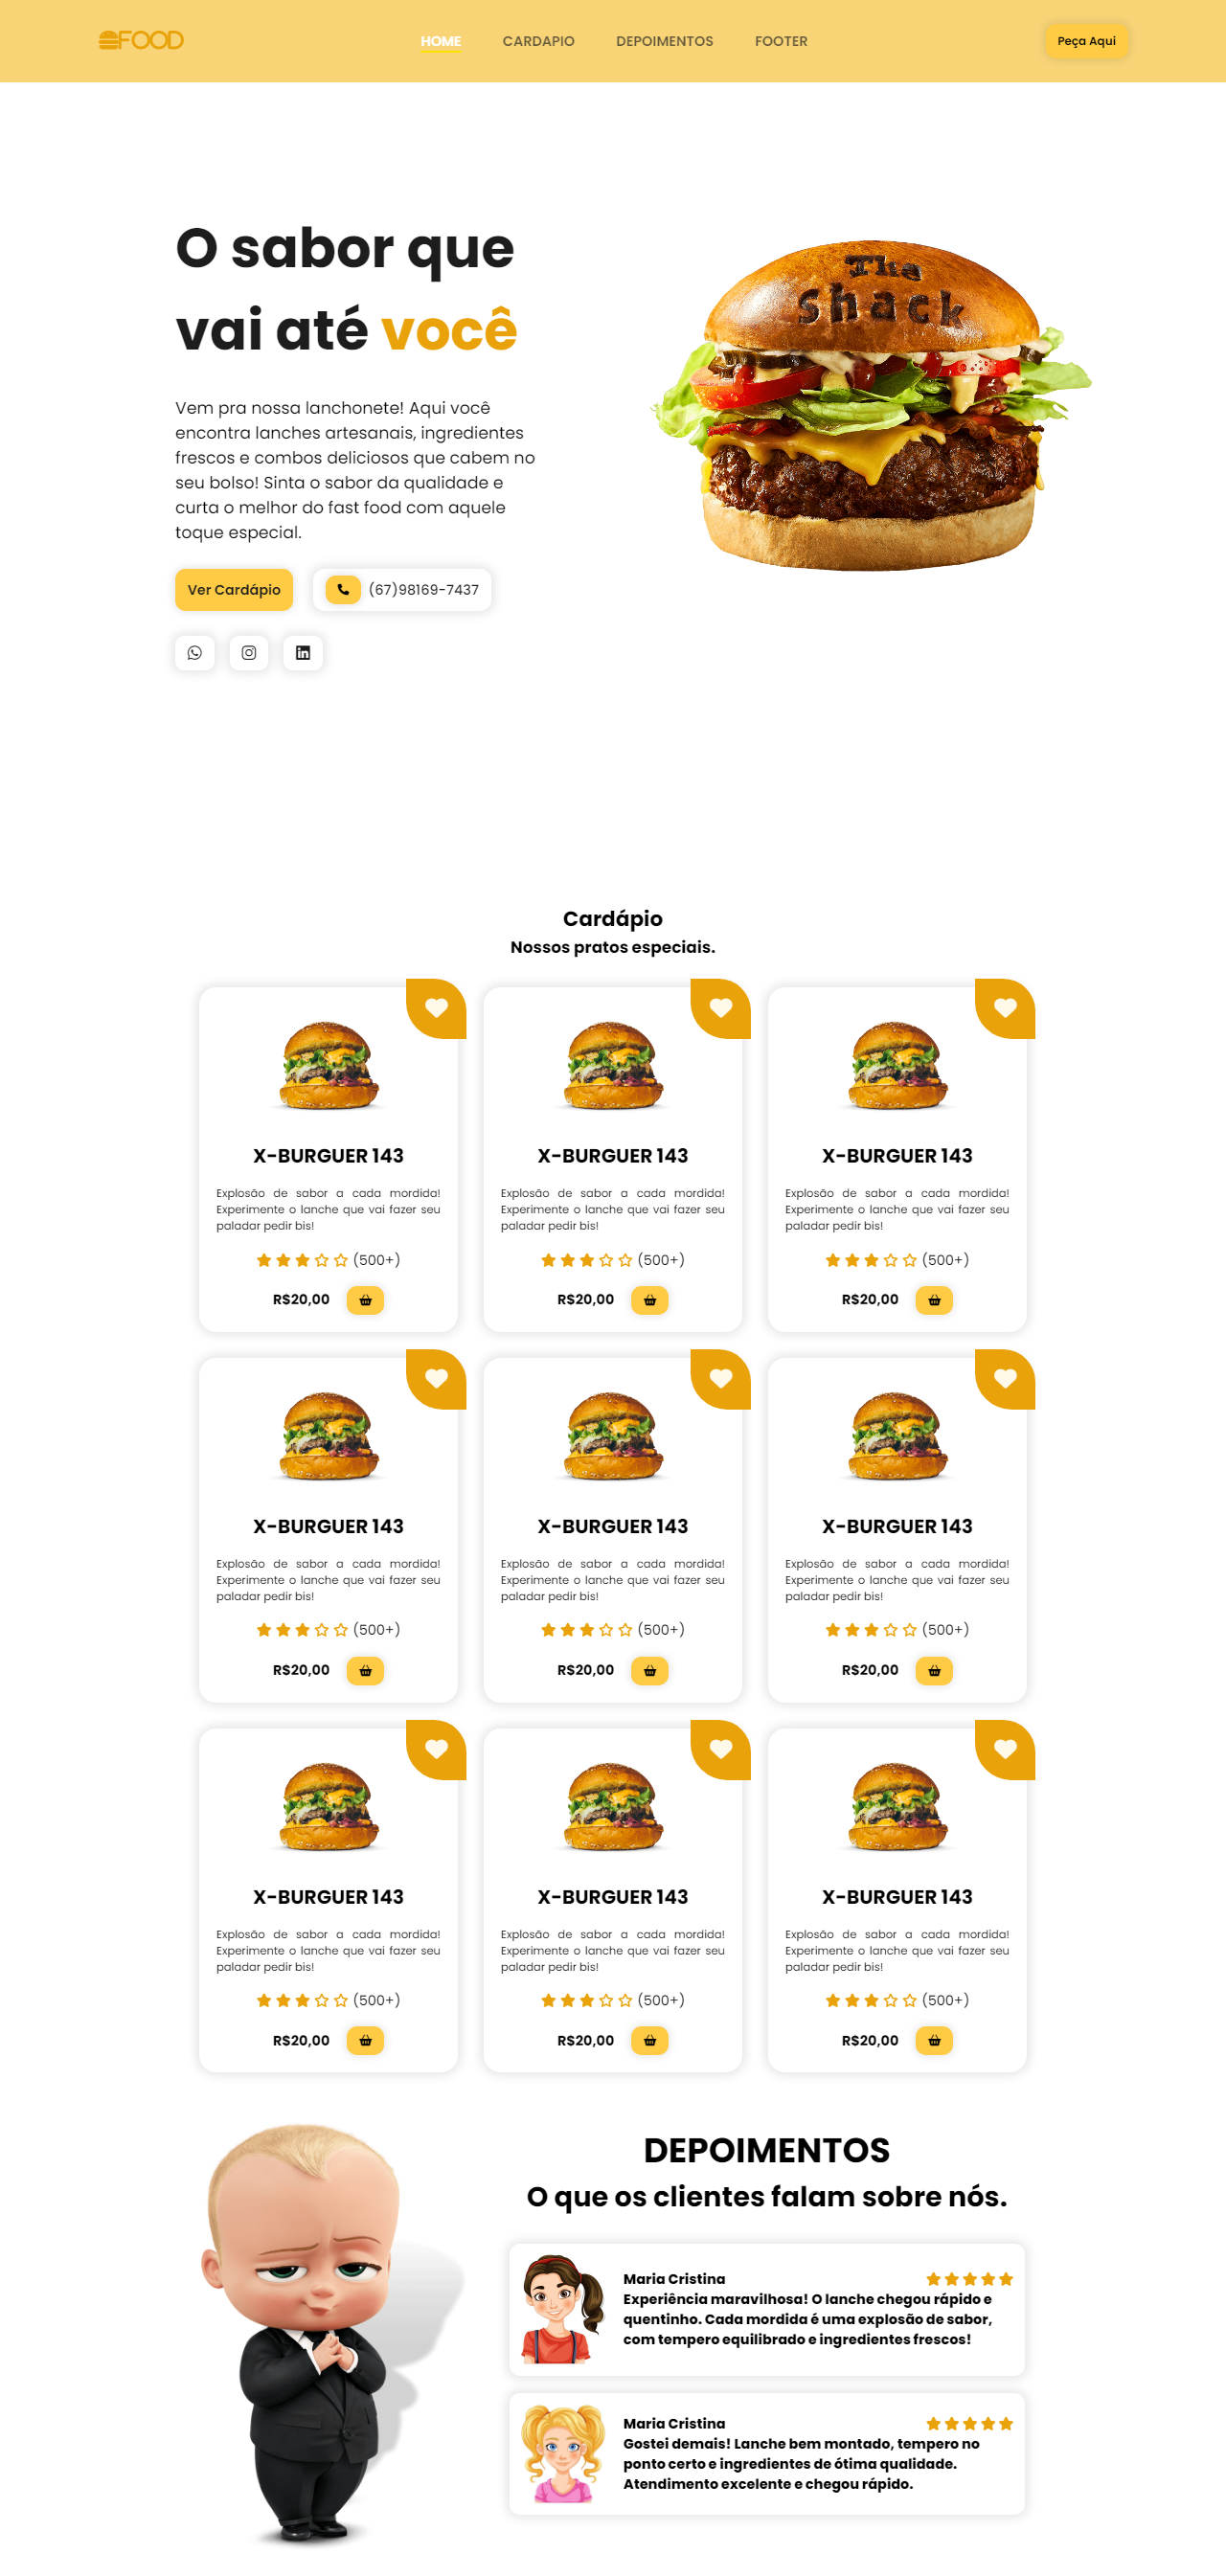 FOOD
HOME
CARDAPIO
DEPOIMENTOS
FOOTER
Peça Aqui
O sabor que
vai até você
Vem pra nossa lanchonete! Aqui você
encontra lanches artesanais, ingredientes
frescos e combos deliciosos que cabem no
seu bolso! Sinta o sabor da qualidade e
curta o melhor do fast food com aquele
toque especial.
The
shack
Ver Cardápio
(67)98169-7437
Cardápio
Nossos pratos especiais.
X-BURGUER 143
Explosão de sabor a cada mordida!
Experimente o lanche que vai fazer seu
paladar pedir bis!
(500+)
R$20,00
X-BURGUER 143
Explosão de sabor a cada mordida!
Experimente o lanche que vai fazer seu
paladar pedir bis!
(500+)
R$20,00
X-BURGUER 143
Explosão de sabor a cada mordida!
Experimente o lanche que vai fazer seu
paladar pedir bis!
(500+)
R$20,00
X-BURGUER 143
Explosão de sabor a cada mordida!
Experimente o lanche que vai fazer seu
paladar pedir bis!
(500+)
R$20,00
X-BURGUER 143
Explosão de sabor a cada mordida!
Experimente o lanche que vai fazer seu
paladar pedir bis!
(500+)
R$20,00
X-BURGUER 143
Explosão de sabor a cada mordida!
Experimente o lanche que vai fazer seu
paladar pedir bis!
(500+)
R$20,00
X-BURGUER 143
Explosão de sabor a cada mordida!
Experimente o lanche que vai fazer seu
paladar pedir bis!
(500+)
R$20,00
X-BURGUER 143
Explosão de sabor a cada mordida!
Experimente o lanche que vai fazer seu
paladar pedir bis!
(500+)
R$20,00
X-BURGUER 143
Explosão de sabor a cada mordida!
Experimente o lanche que vai fazer seu
paladar pedir bis!
(500+)
R$20,00
DEPOIMENTOS
O que os clientes falam sobre nós.
Maria Cristina
Experiência maravilhosa! O lanche chegou rápido e
quentinho. Cada mordida é uma explosão de sabor,
com tempero equilibrado e ingredientes frescos!
Maria Cristina
Gostei demais! Lanche bem montado, tempero no
ponto certo e ingredientes de ótima qualidade.
Atendimento excelente e chegou rápido.